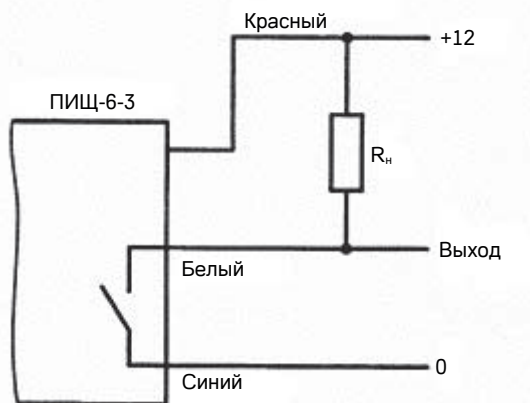 Красный
+12
ПИЩ-6-3
Rн
Белый
Выход
Синий
0